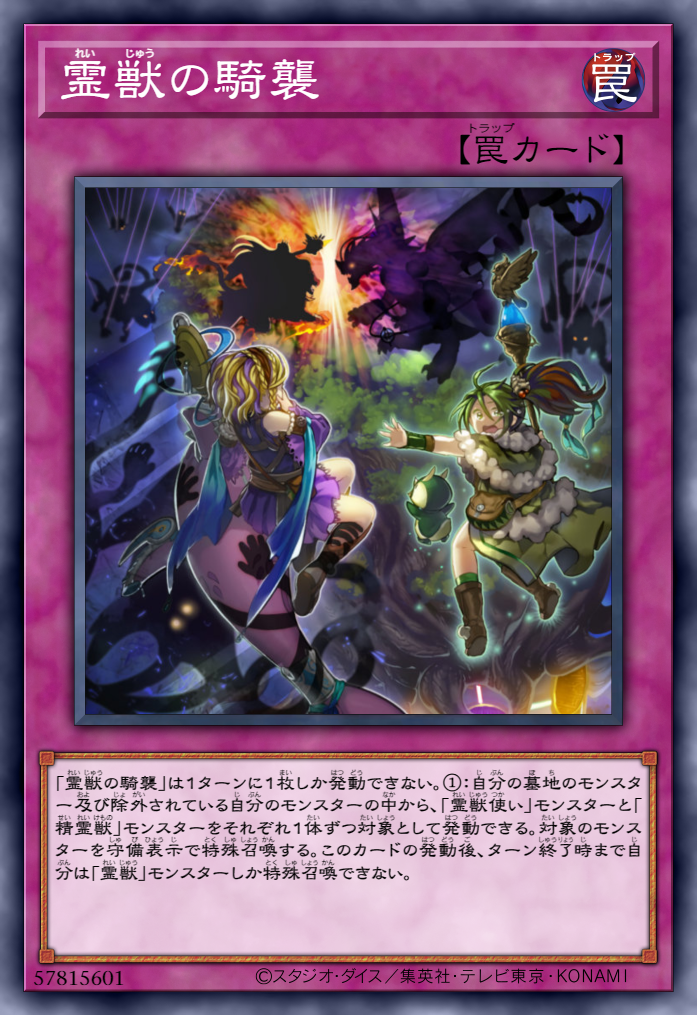 霊獣の騎襲
罠
【罠カード】
「霊獣の騎襲」は1ターンに1枚しか発動できない。①：自分の墓地のモンスタ
ー及び除外されている自分のモンスターの中から、「霊獣使い」モンスターと「
精霊獣」モンスターをそれぞれ1体ずつ対象として発動できる。対象のモンス
ターを守備表示で特殊召喚する。このカードの発動後、ターン終了時まで自
分は「霊獣」モンスターしか特殊召喚できない。
57815601 ©スタジオ・ダイス／集英社・テレビ東京・KONAMI